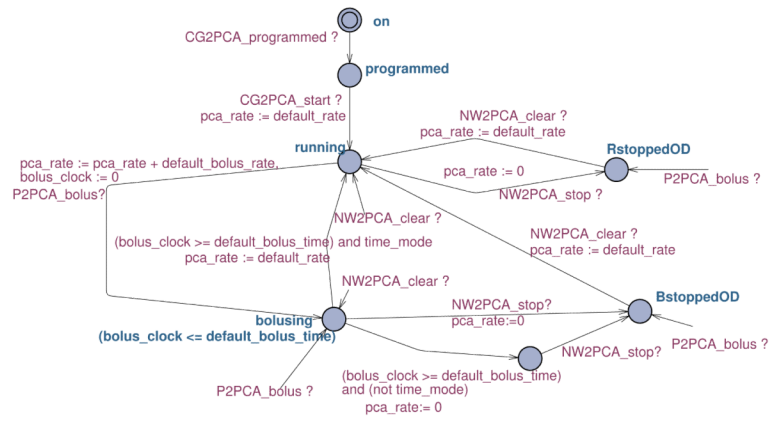 on
CG2PCA_programmed ?
programmed
CG2PCA_start ?
pca_rate := default_rate
NW2PCA_clear ?
pca_rate := default_rate
running
RstoppedOD
pca_rate := pca_rate + default_bolus_rate,
bolus_clock := 0
P2PCA_bolus?
pca_rate := 0
NW2PCA_stop ?
P2PCA_bolus ?
NW2PCA_clear ?
(bolus_clock >= default_bolus_time) and time_mode
pca_rate := default_rate
NW2PCA_clear ?
pca_rate := default_rate
NW2PCA_clear ?
BstoppedOD
NW2PCA_stop?
pca_rate:=0
bolusing
(bolus_clock <= default_bolus_time)
NW2PCA_stop?
P2PCA_bolus ?
P2PCA_bolus ?
(bolus_clock >= default_bolus_time)
and (not time_mode)
pca_rate:= 0